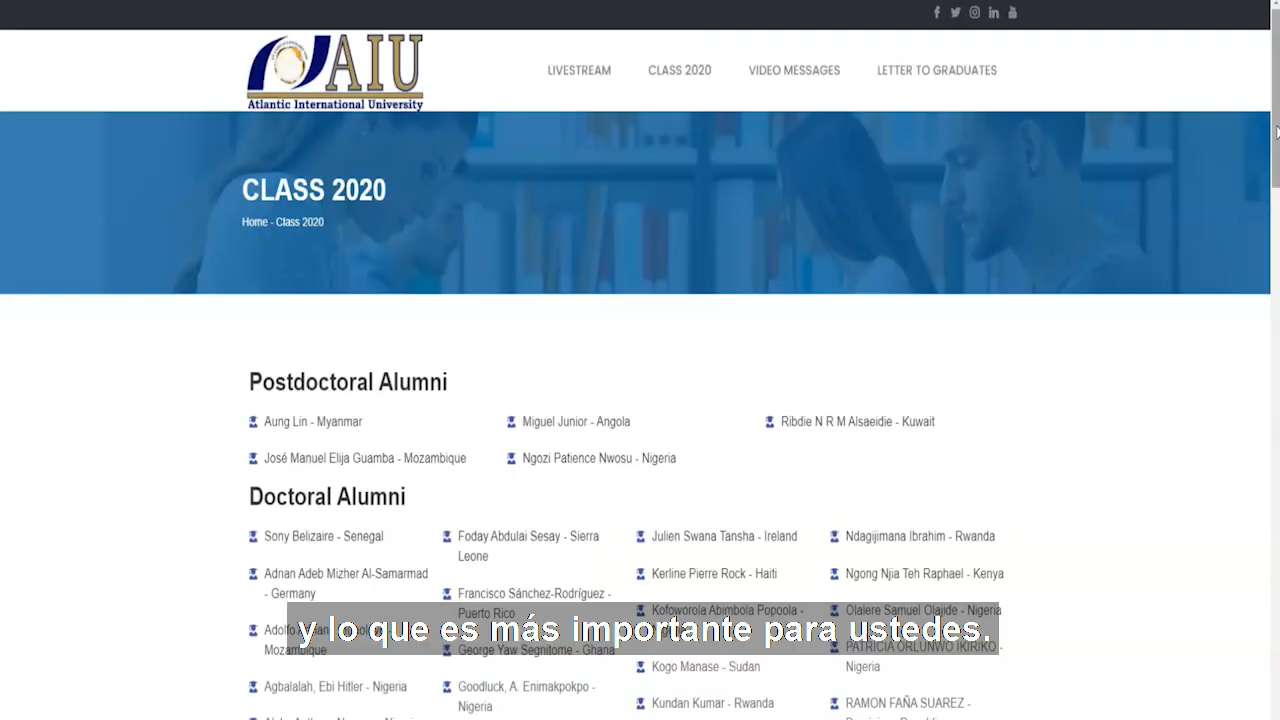 AIU
Atlantic International University
LIVESTREAM
CLASS 2020
VIDEO MESSAGES
LETTER TO GRADUATES
CLASS 2020
Home - Class 2020
Postdoctoral Alumni
Aung Lin - Myanmar
Miguel Junior - Angola
Ribdie N R M Alsaeidie - Kuwait
José Manuel Elija Guamba - Mozambique
Ngozi Patience Nwosu - Nigeria
Doctoral Alumni
Sony Belizaire - Senegal
Adnan Adeb Mizher Al-Samarmad
- Germany
Mozambique
Agbalalah, Ebi Hitler - Nigeria
Foday Abdulai Sesay - Sierra
Leone
Francisco Sánchez-Rodríguez -
Puerto Rico
George Yaw Segnitome - Ghana
Goodluck, A. Enimakpokpo -
Nigeria
Julien Swana Tansha - Ireland
Kerline Pierre Rock - Haiti
Kofoworola Abimbola Popoola -
Kogo Manase - Sudan
Kundan Kumar - Rwanda
Ndagijimana Ibrahim - Rwanda
Ngong Njia Teh Raphael - Kenya
Olalere Samuel Olajide - Nigeria
PATRICIA ORLUNWO IKIRIKO -
Nigeria
RAMON FAÑA SUAREZ -
y lo que es más importante para ustedes.